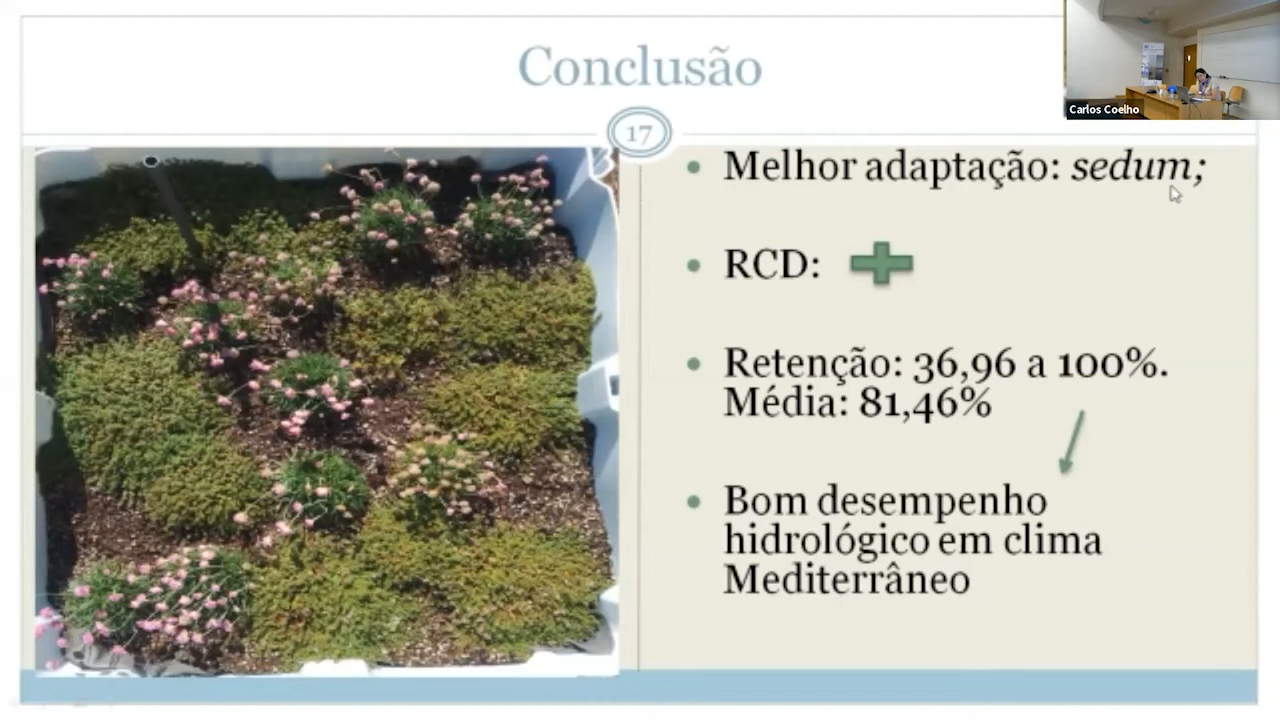 Conclusão
17
Carlos Coelho
• Melhor adaptação: sedum;
• RCD:
• Retenção: 36,96 a 100%.
Média: 81,46%
• Bom desempenho
hidrológico em clima
Mediterrâneo